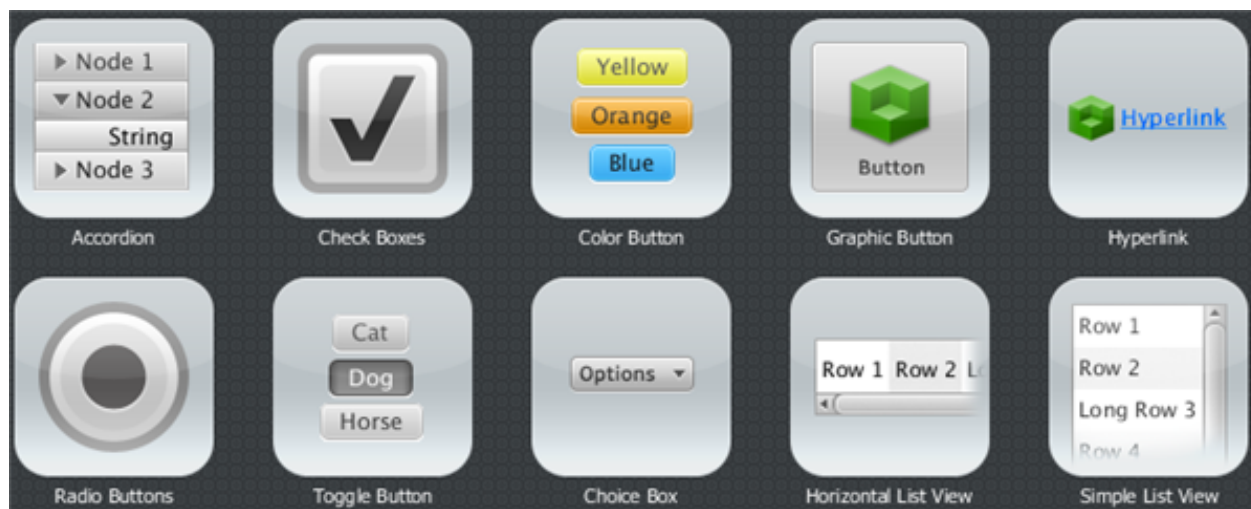 Node 1
Node 2
String
Node 3
Accordion
Check Boxes
Yellow
Orange
Blue
Color Button
Button
Graphic Button
Hyperlink
Hyperlink
Radio Buttons
Cat
Dog
Horse
Toggle Button
Options
Choice Box
Row 1 Row 2 Lo
Horizontal List View
Row 1
Row 2
Long Row 3
Row 4
Simple List View